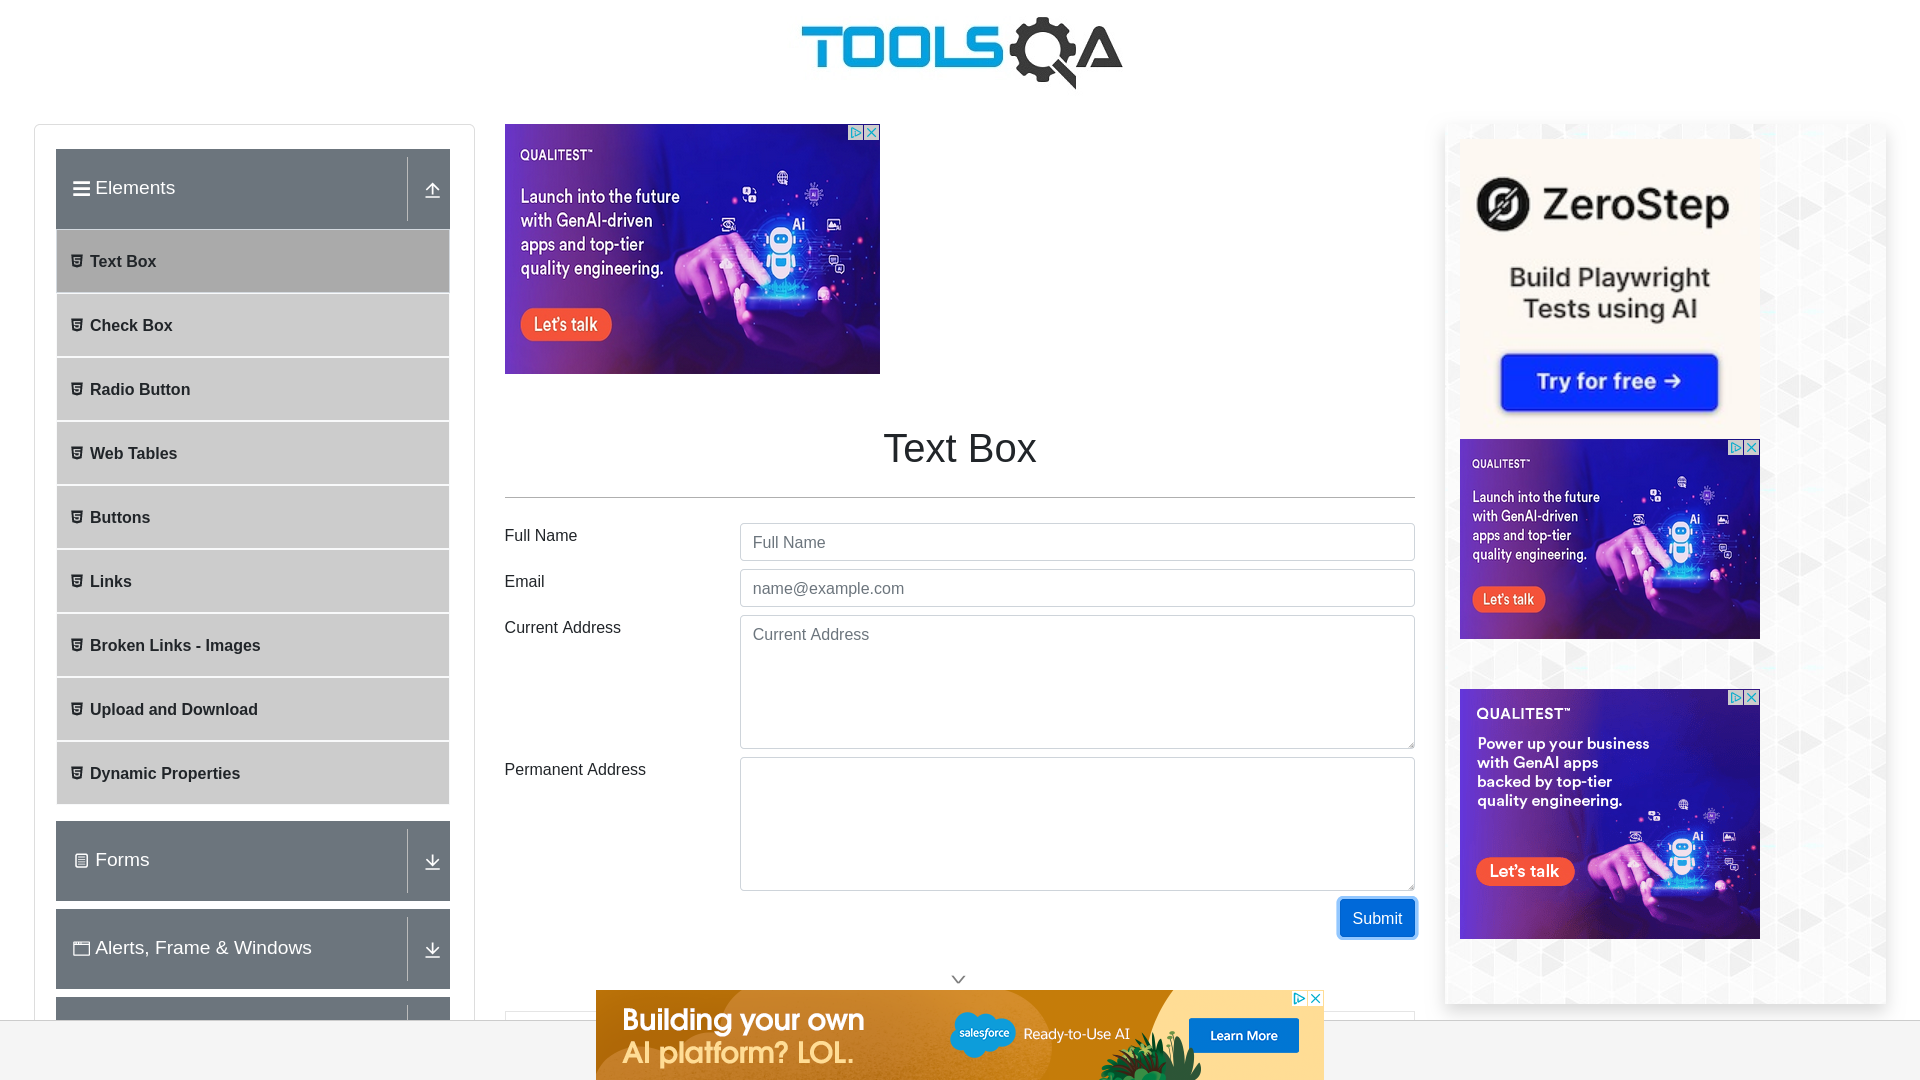 TOOLSQA
Elements
Text Box
Check Box
Radio Button
Web Tables
Buttons
Links
Broken Links - Images
Upload and Download
Dynamic Properties
Forms
Alerts, Frame & Windows
QUALITEST™
Launch into the future
with GenAI-driven
apps and top-tier
quality engineering.
Ai
Let's talk
Text Box
Full Name
Full Name
Email
name@example.com
Current Address
Current Address
Permanent Address
Submit
ZeroStep
Build Playwright
Tests using AI
Try for free →
QUALITEST™
Launch into the future
with GenAI-driven
apps and top-tier
quality engineering.
Ai
Let's talk
QUALITEST™
Power up your business
with GenAI apps
backed by top-tier
quality engineering.
Ai
Let's talk
Building your own
AI platform? LOL.
salesforce
Ready-to-Use AI
Learn More